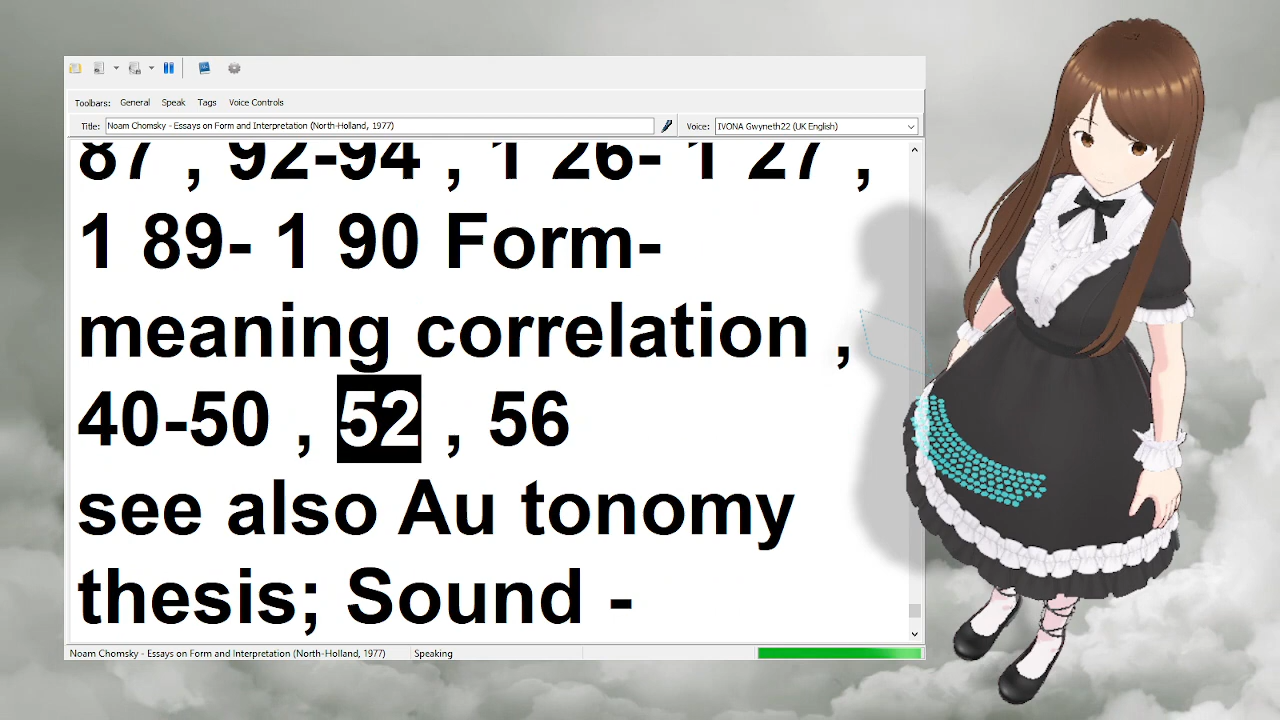 Toolbars: General Speak Tags Voice Controls
Title: Noam Chomsky - Essays on Form and Interpretation (North-Holland, 1977) Voice: IVONA Gwyneth22 (UK English)
87 , 92-94 , 1 26- 1 27 ,
1 89- 1 90 Form-
meaning correlation ,
40-50 , 52 , 56
see also Au tonomy
thesis; Sound -
Noam Chomsky - Essays on Form and Interpretation (North-Holland, 1977) Speaking